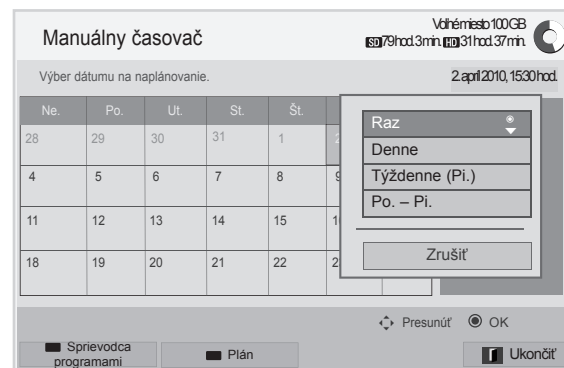 Manuálny časovač
Voľné miesto 100 GB
SD 79 hod. 3 min. HD 31 hod. 37 min.
Výber dátumu na naplánovanie.
2. apríl 2010, 15:30 hod.
Ne. Po. Ut. St. Št.
28 29 30 31 1
4 5 6 7 8
11 12 13 14 15
18 19 20 21 22
Raz
Denne
Týždenne (Pi.)
Po. – Pi.
Zrušiť
Presunúť OK
Sprievodca
programami
Plán
Ukončiť